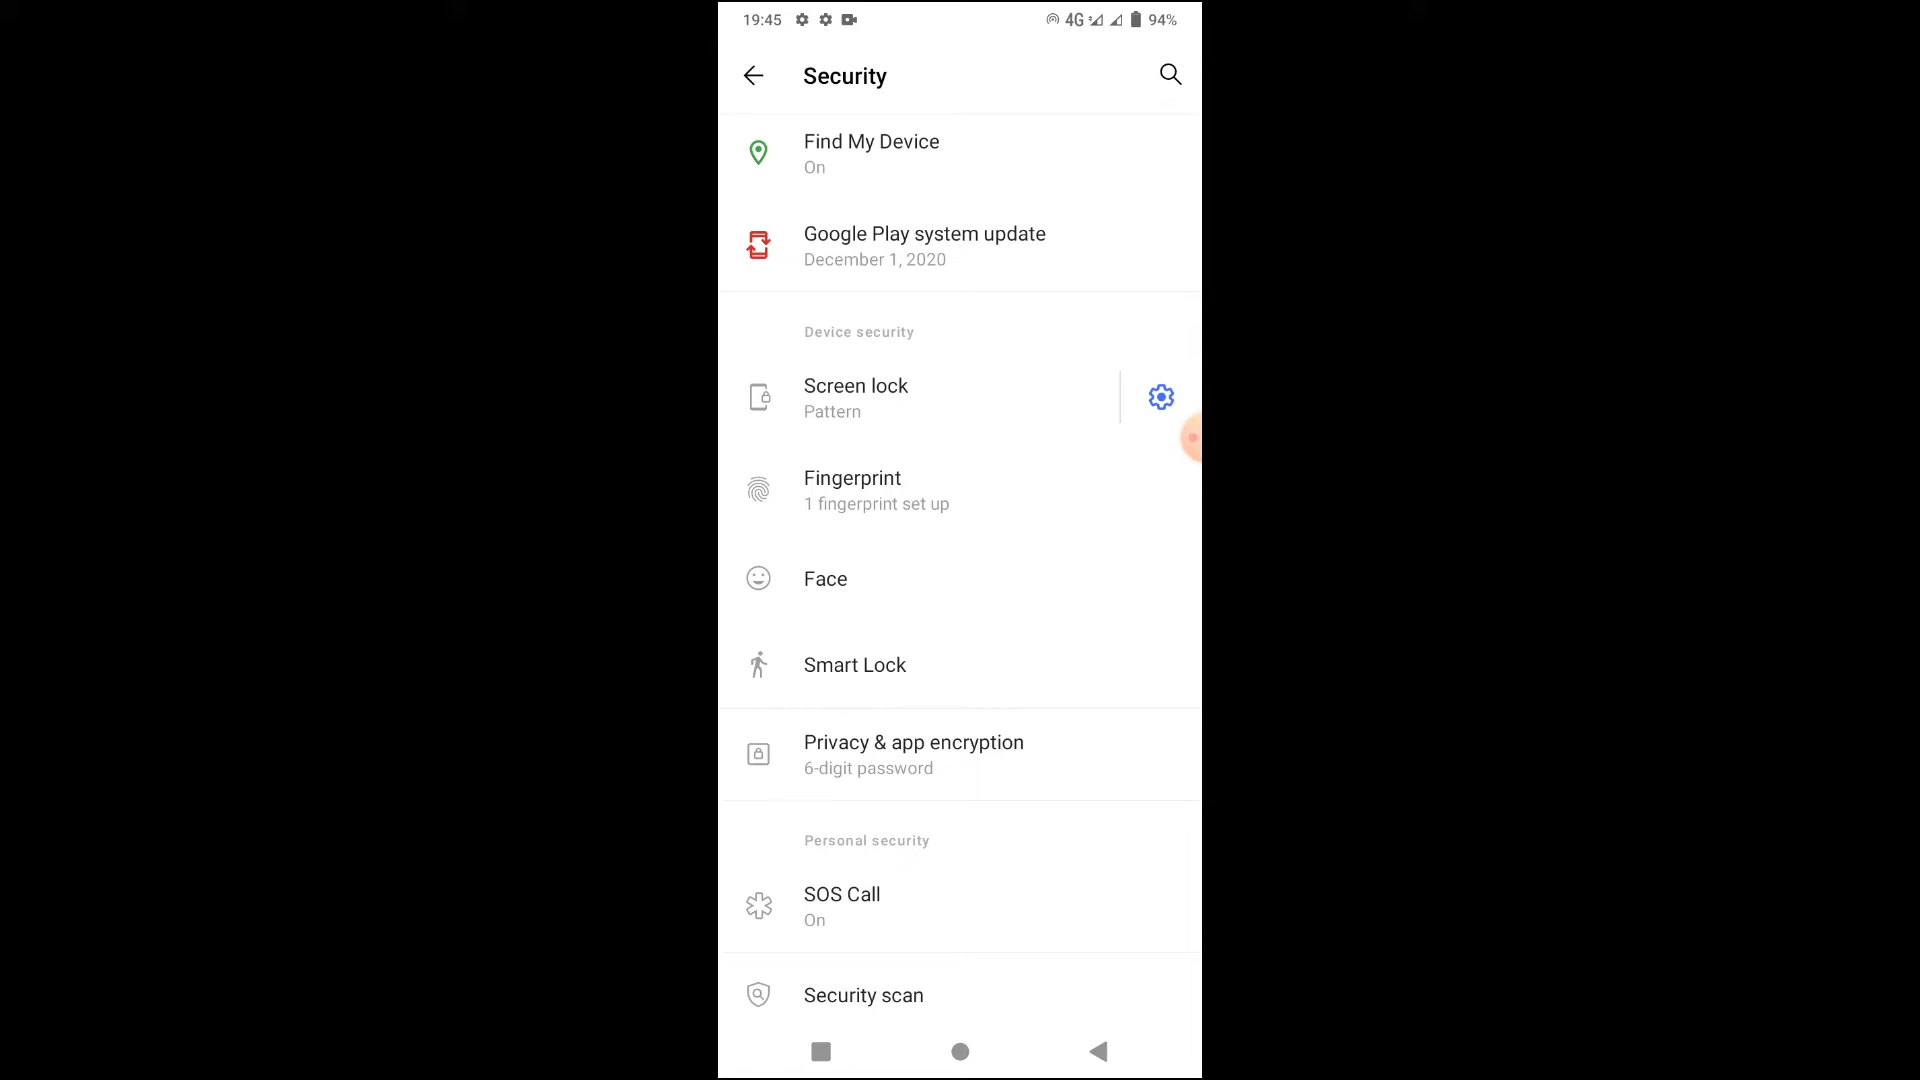 19:45 4G 94%
Security
Find My Device
On
Google Play system update
December 1, 2020
Device security
Screen lock
Pattern
Fingerprint
1 fingerprint set up
Face
Smart Lock
Privacy & app encryption
6-digit password
Personal security
SOS Call
On
Security scan